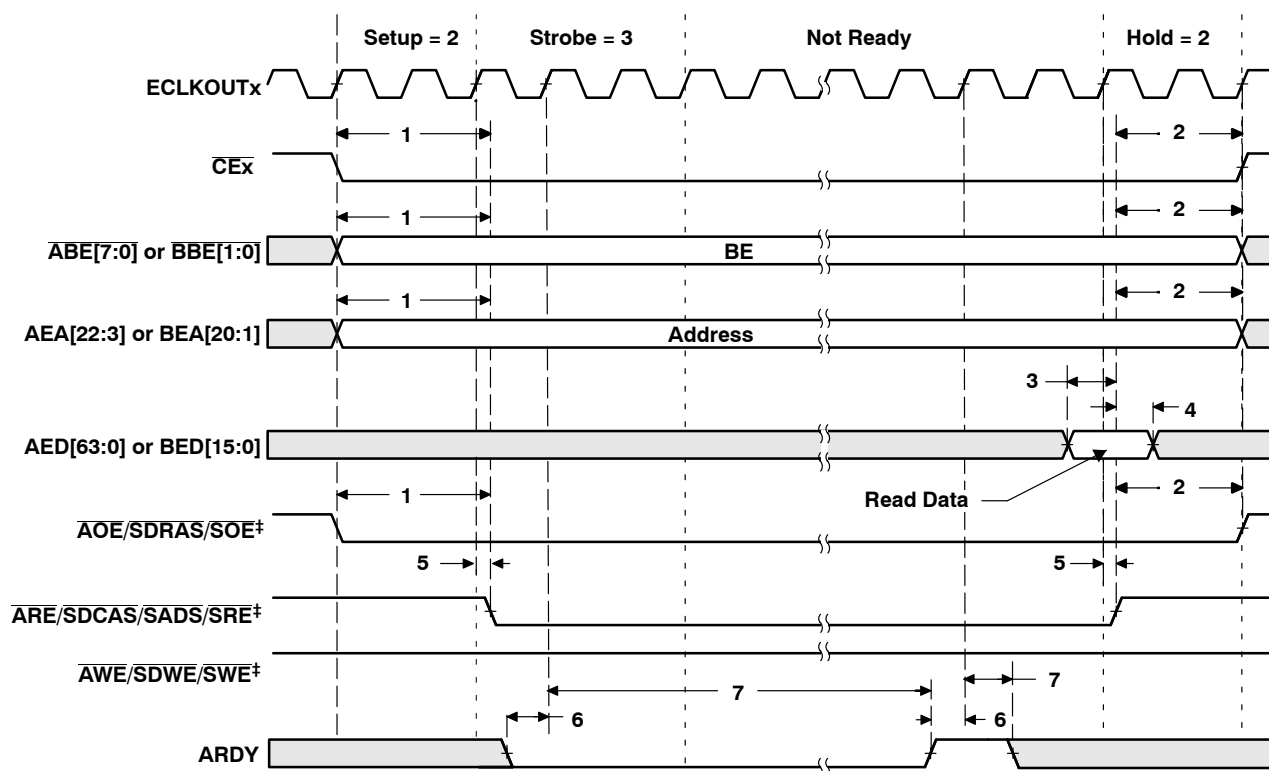 Setup = 2 Strobe = 3 Not Ready Hold = 2
ECLKOUTx
1 2
CEx
1 2
ABE[7:0] or BBE[1:0] BE
1 2
AEA[22:3] or BEA[20:1] Address
3
4
AED[63:0] or BED[15:0]
1 Read Data 2
AOE/SDRAS/SOE‡
5 5
ARE/SDCAS/SADS/SRE‡
AWE/SDWE/SWE‡
7 7
6 6
ARDY